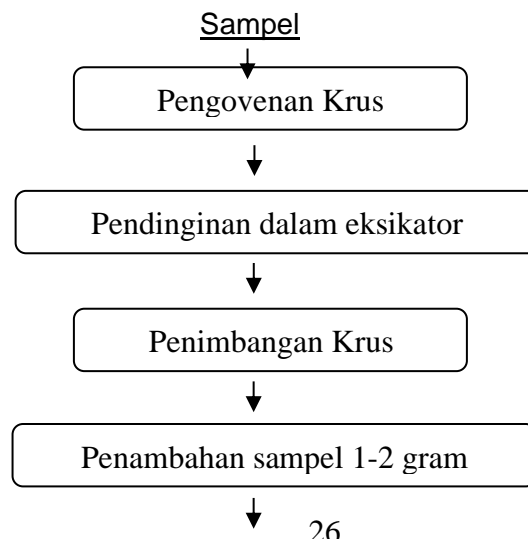 Sampel
Pengovenan Krus
Pendinginan dalam eksikator
Penimbangan Krus
Penambahan sampel 1-2 gram
26